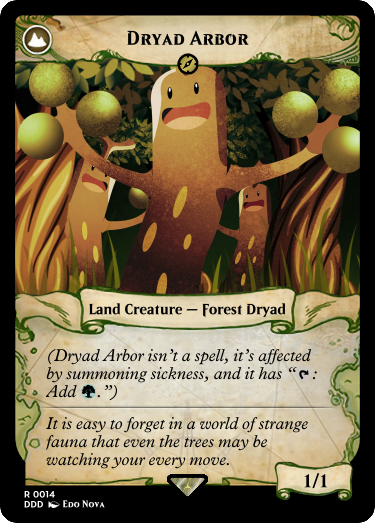 DRYAD ARBOR
Land Creature — Forest Dryad
(Dryad Arbor isn't a spell, it's affected
by summoning sickness, and it has “ :
Add .”)
It is easy to forget in a world of strange
fauna that even the trees may be
watching your every move.
1/1
R 0014
DDD EDO NOVA